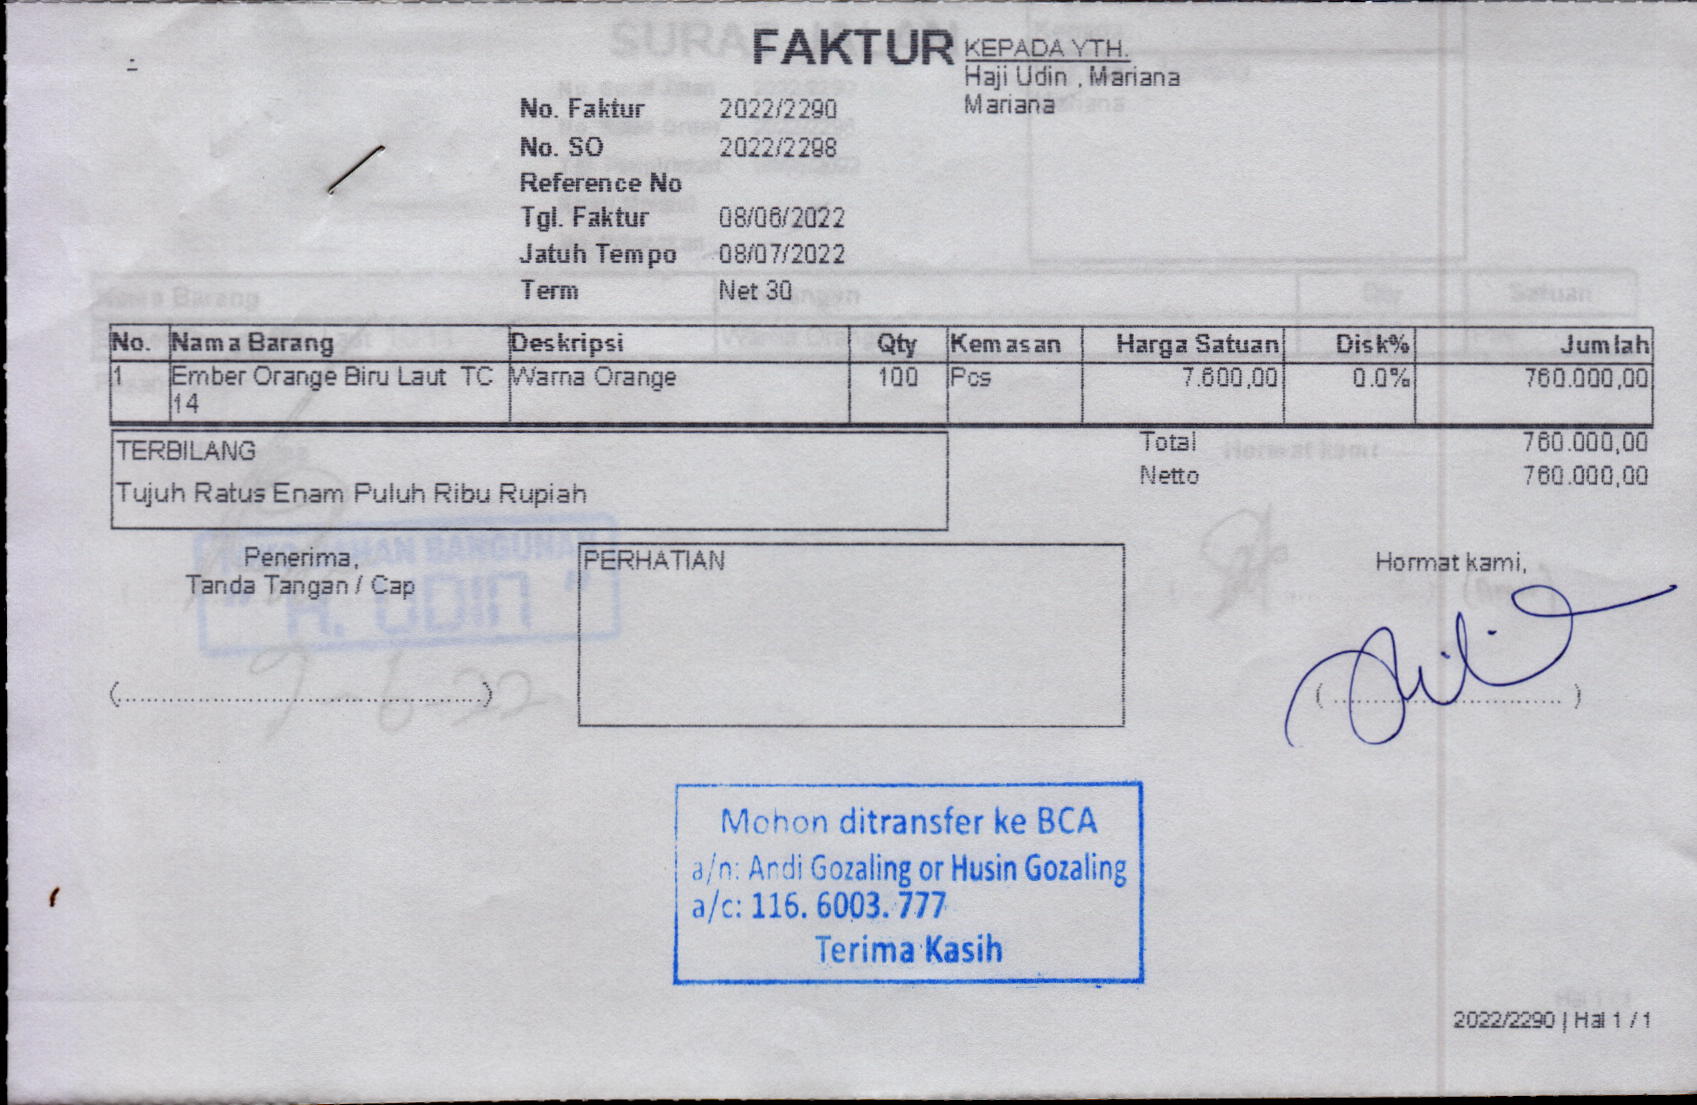 FAKTUR
KEPADA YTH.
Haji Udin , Mariana
Mariana
No. Faktur 2022/2290
No. SO 2022/2298
Reference No
Tgl. Faktur 08/06/2022
Jatuh Tempo 08/07/2022
Term Net 30
No. Nama Barang Deskripsi Qty Kemasan Harga Satuan Disk% Jumlah
1 Ember Orange Biru Laut TC 14 Warna Orange 100 Pcs 7.600,00 0.0% 760.000,00
TERBILANG
Tujuh Ratus Enam Puluh Ribu Rupiah
Total 760.000,00
Netto 760.000,00
Penerima,
Tanda Tangan / Cap
PERHATIAN
Hormat kami,
Mohon ditransfer ke BCA
a/n: Andi Gozaling or Husin Gozaling
a/c: 116. 6003. 777
Terima Kasih
2022/2290 | Hal 1 / 1